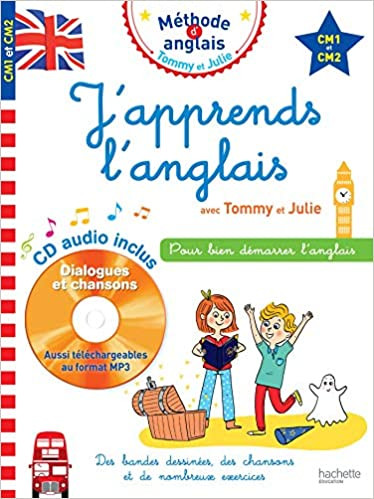 CM1 et CM2
Méthode
d'
anglais
Tommy et Julie
CM1
et
CM2
J'apprends
l'anglais
avec Tommy et Julie
Pour bien démarrer l'anglais
CD audio inclus
Dialogues
et chansons
Aussi téléchargeables
au format MP3
Des bandes dessinées, des chansons
et de nombreux exercices
hachette
ÉDUCATION